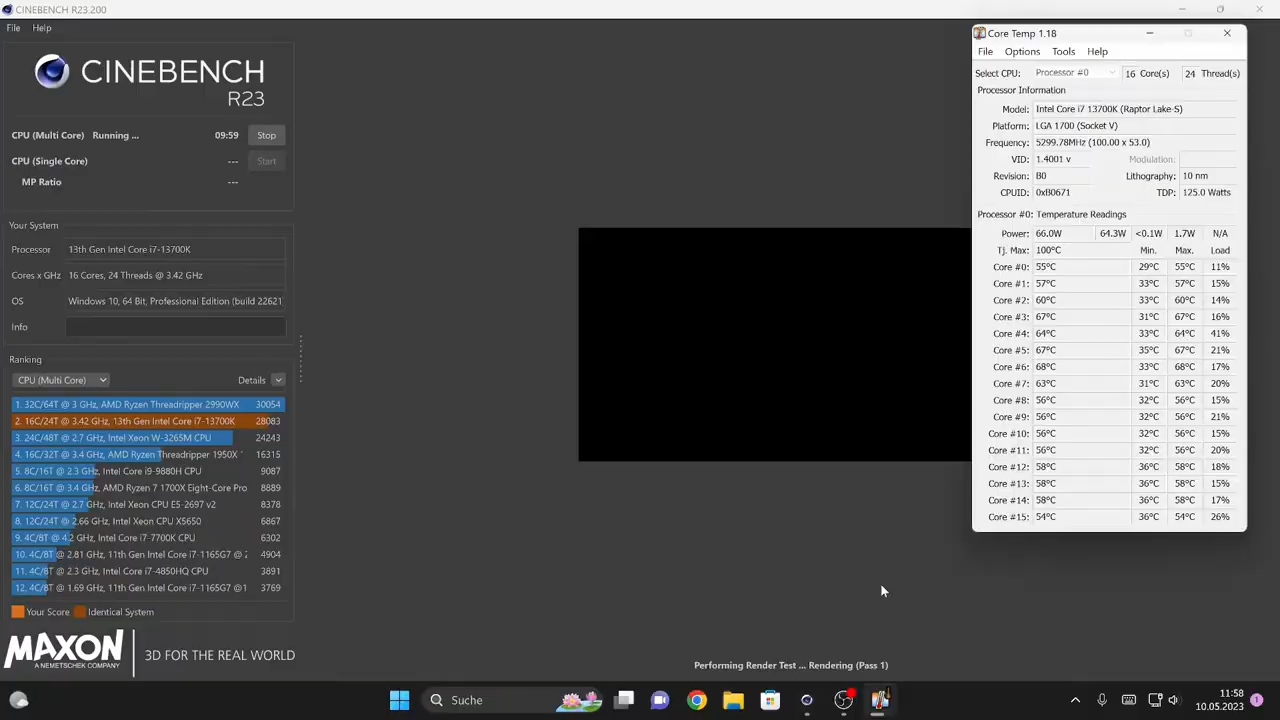 CINEBENCH R23.200
File Help
CINEBENCH
R23
CPU (Multi Core) Running ... 09:59 Stop
CPU (Single Core) --- Start
MP Ratio ---
Your System
Processor 13th Gen Intel Core i7-13700K
Cores x GHz 16 Cores, 24 Threads @ 3.42 GHz
OS Windows 10, 64 Bit, Professional Edition (build 22621
Info
Ranking
CPU (Multi Core) Details
1. 32C/64T @ 3 GHz, AMD Ryzen Threadripper 2990WX 30054
2. 16C/24T @ 3.42 GHz, 13th Gen Intel Core i7-13700K 28083
3. 24C/48T @ 2.7 GHz, Intel Xeon W-3265M CPU 24243
4. 16C/32T @ 3.4 GHz, AMD Ryzen Threadripper 1950X 16315
5. 8C/16T @ 2.3 GHz, Intel Core i9-9880H CPU 9087
6. 8C/16T @ 3.4 GHz, AMD Ryzen 7 1700X Eight-Core Pro 8889
7. 12C/24T @ 2.7 GHz, Intel Xeon CPU E5-2697 v2 8378
8. 12C/24T @ 2.66 GHz, Intel Xeon CPU X5650 6867
9. 4C/8T @ 4.2 GHz, Intel Core i7-7700K CPU 6302
10. 4C/8T @ 2.81 GHz, 11th Gen Intel Core i7-1165G7 @ 2 4904
11. 4C/8T @ 2.3 GHz, Intel Core i7-4850HQ CPU 3891
12. 4C/8T @ 1.69 GHz, 11th Gen Intel Core i7-1165G7 @1 3769
Your Score Identical System
MAXON
A NEMETSCHEK COMPANY
3D FOR THE REAL WORLD
Performing Render Test ... Rendering (Pass 1)
Core Temp 1.18
File Options Tools Help
Select CPU: Processor #0 16 Core(s) 24 Thread(s)
Processor Information
Model: Intel Core i7 13700K (Raptor Lake-S)
Platform: LGA 1700 (Socket V)
Frequency: 5299.78MHz (100.00 x 53.0)
VID: 1.4001 v Modulation:
Revision: B0 Lithography: 10 nm
CPUID: 0xB0671 TDP: 125.0 Watts
Processor #0: Temperature Readings
Power: 66.0W 64.3W <0.1W 1.7W N/A
Tj. Max: 100°C Min. Max. Load
Core #0: 55°C 29°C 55°C 11%
Core #1: 57°C 33°C 57°C 15%
Core #2: 60°C 33°C 60°C 14%
Core #3: 67°C 31°C 67°C 16%
Core #4: 64°C 33°C 64°C 41%
Core #5: 67°C 35°C 67°C 21%
Core #6: 68°C 33°C 68°C 17%
Core #7: 63°C 31°C 63°C 20%
Core #8: 56°C 32°C 56°C 15%
Core #9: 56°C 32°C 56°C 21%
Core #10: 56°C 32°C 56°C 15%
Core #11: 56°C 32°C 56°C 20%
Core #12: 58°C 36°C 58°C 18%
Core #13: 58°C 36°C 58°C 15%
Core #14: 58°C 36°C 58°C 17%
Core #15: 54°C 36°C 54°C 26%
Suche
11:58
10.05.2023
1